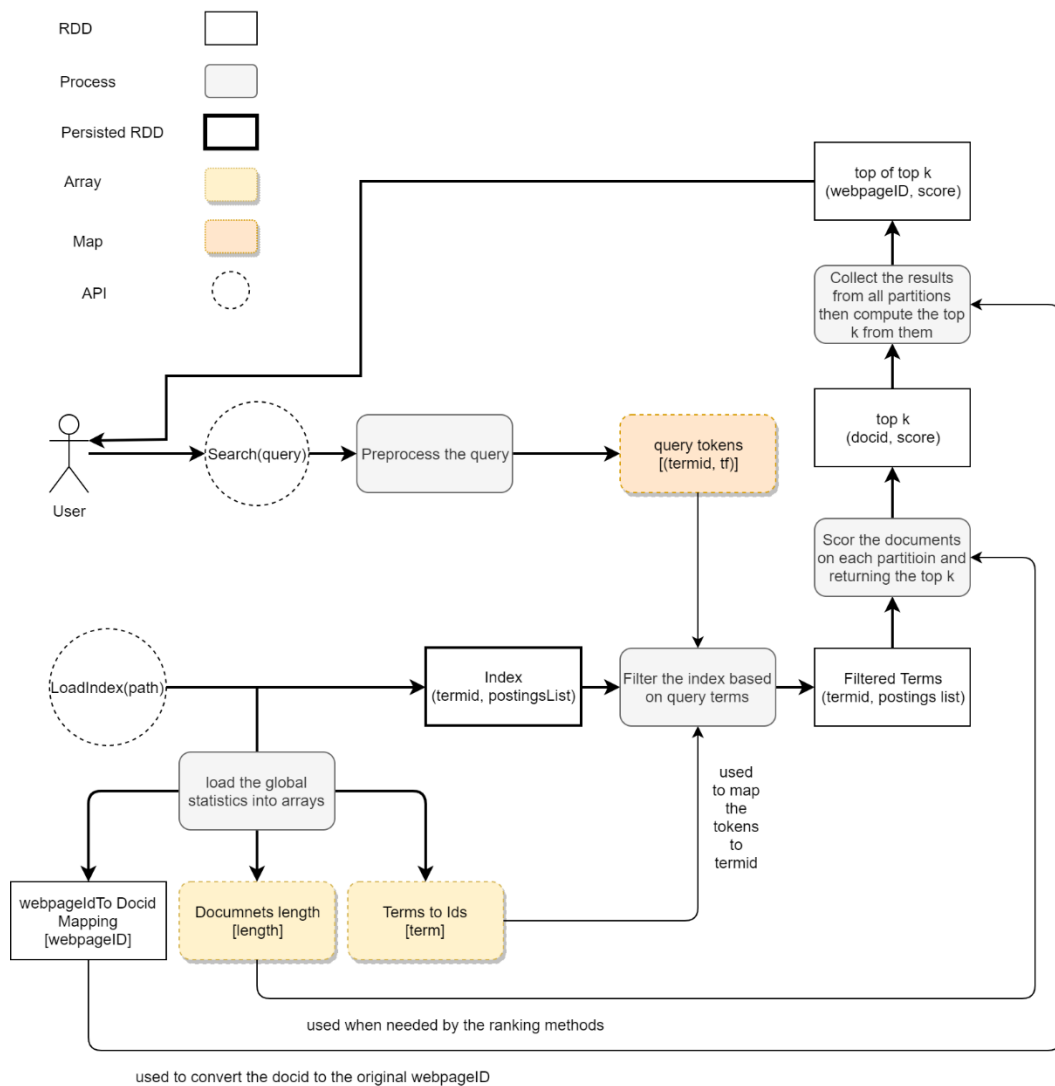 RDD
Process
Persisted RDD
Array
Map
API
top of top k
(webpageID, score)
Collect the results
from all partitions
then compute the top
k from them
top k
(docid, score)
User
Search(query)
Preprocess the query
query tokens
[(termid, tf)]
Scor the documents
on each partitioin and
returning the top k
LoadIndex(path)
Index
(termid, postingsList)
Filter the index based
on query terms
Filtered Terms
(termid, postings list)
load the global
statistics into arrays
used
to map
the
tokens
to
termid
webpageIdTo Docid
Mapping
[webpageID]
Documnets length
[length]
Terms to Ids
[term]
used when needed by the ranking methods
used to convert the docid to the original webpageID